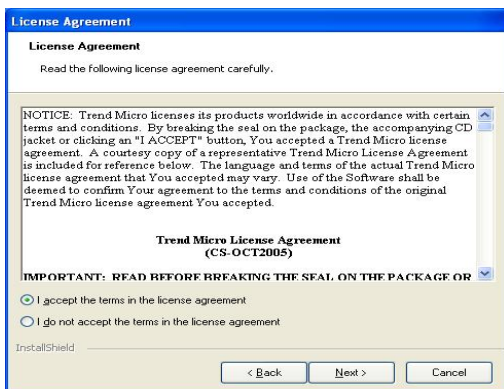 License Agreement
License Agreement
Read the following license agreement carefully.
NOTICE: Trend Micro licenses its products worldwide in accordance with certain
terms and conditions. By breaking the seal on the package, the accompanying CD
jacket or clicking an "I ACCEPT" button, You accepted a Trend Micro license
agreement. A courtesy copy of a representative Trend Micro License Agreement
is included for reference below. The language and terms of the actual Trend Micro
license agreement that You accepted may vary. Use of the Software shall be
deemed to confirm Your agreement to the terms and conditions of the original
Trend Micro license agreement You accepted.
Trend Micro License Agreement
(CS-OCT2005)
IMPORTANT: READ BEFORE BREAKING THE SEAL ON THE PACKAGE OR
I accept the terms in the license agreement
I do not accept the terms in the license agreement
InstallShield
< Back Next > Cancel